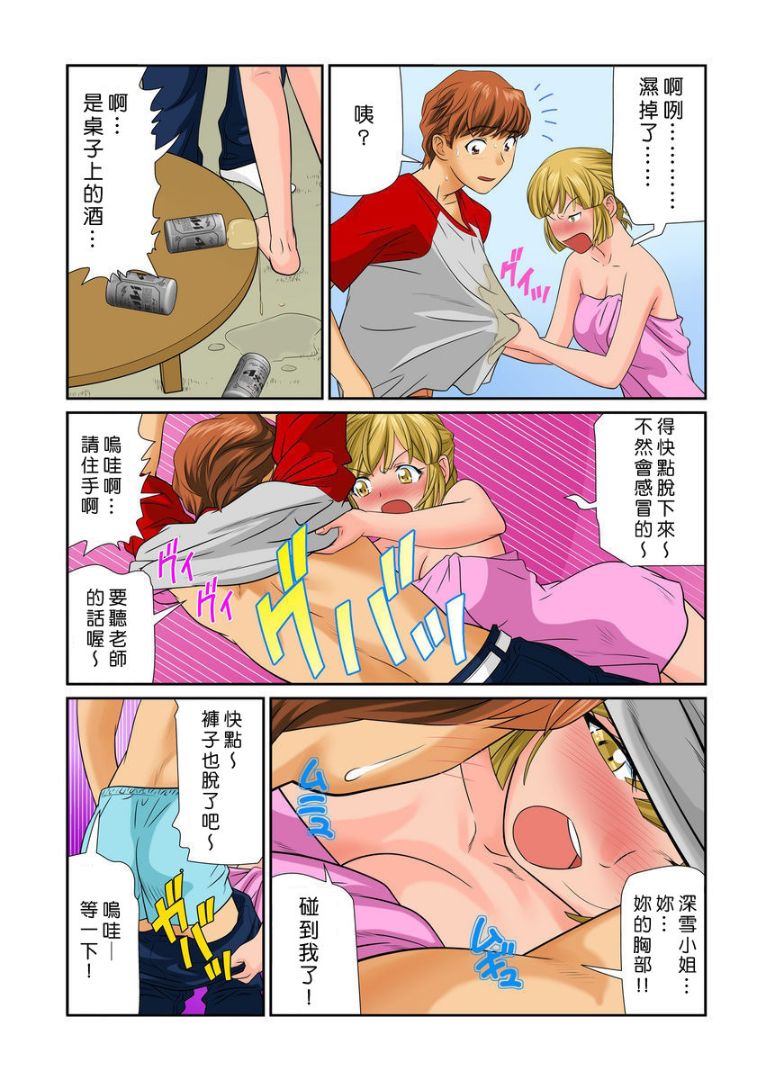 啊咧…………
濕掉了……
咦？
グイッ
啊…
是桌子上的酒…
得快點脫下來～
不然會感冒的～
嗚哇啊…
請住手啊
グイ
グイ
グバババ
要聽老師
的話喔～
深雪小姐…
妳…
妳的胸部!!
ムニュ
ムギュ
碰到我了！
快點～
褲子也脫了吧～
ガバッ
嗚哇—
等一下！